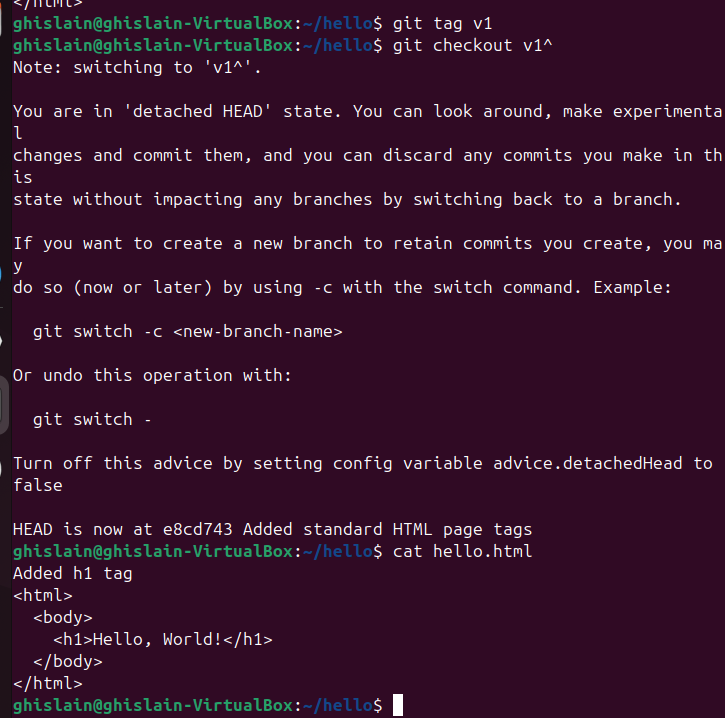 </html>
ghislain@ghislain-VirtualBox:~/hello$ git tag v1
ghislain@ghislain-VirtualBox:~/hello$ git checkout v1^
Note: switching to 'v1^'.

You are in 'detached HEAD' state. You can look around, make experimenta
l
changes and commit them, and you can discard any commits you make in th
is
state without impacting any branches by switching back to a branch.

If you want to create a new branch to retain commits you create, you ma
y
do so (now or later) by using -c with the switch command. Example:

  git switch -c <new-branch-name>

Or undo this operation with:

  git switch -

Turn off this advice by setting config variable advice.detachedHead to
false

HEAD is now at e8cd743 Added standard HTML page tags
ghislain@ghislain-VirtualBox:~/hello$ cat hello.html
Added h1 tag
<html>
  <body>
    <h1>Hello, World!</h1>
  </body>
</html>
ghislain@ghislain-VirtualBox:~/hello$